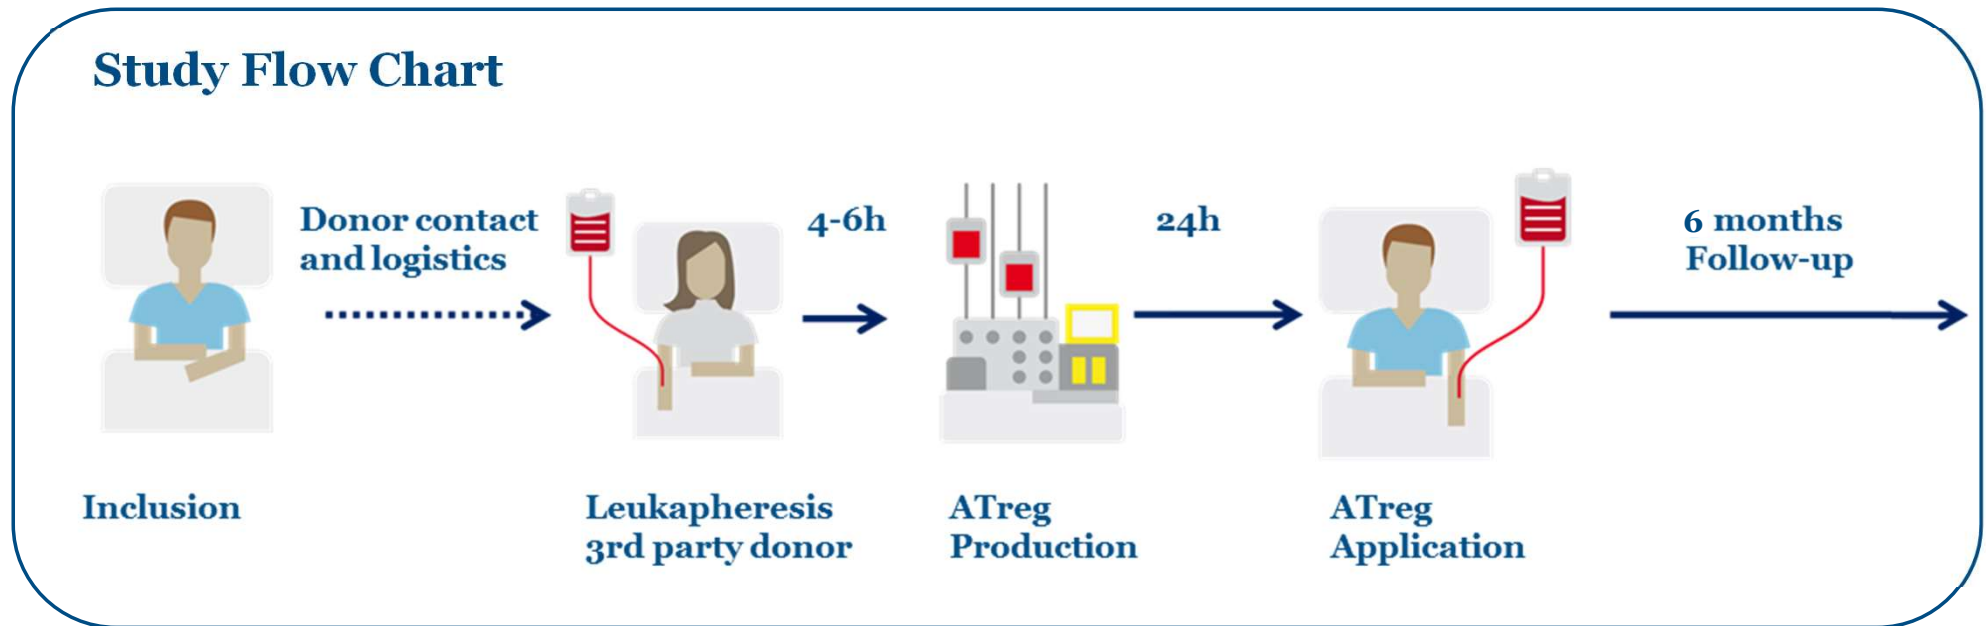 Study Flow Chart
Donor contact
and logistics
4-6h
24h
6 months
Follow-up
Inclusion
Leukapheresis
3rd party donor
ATreg
Production
ATreg
Application